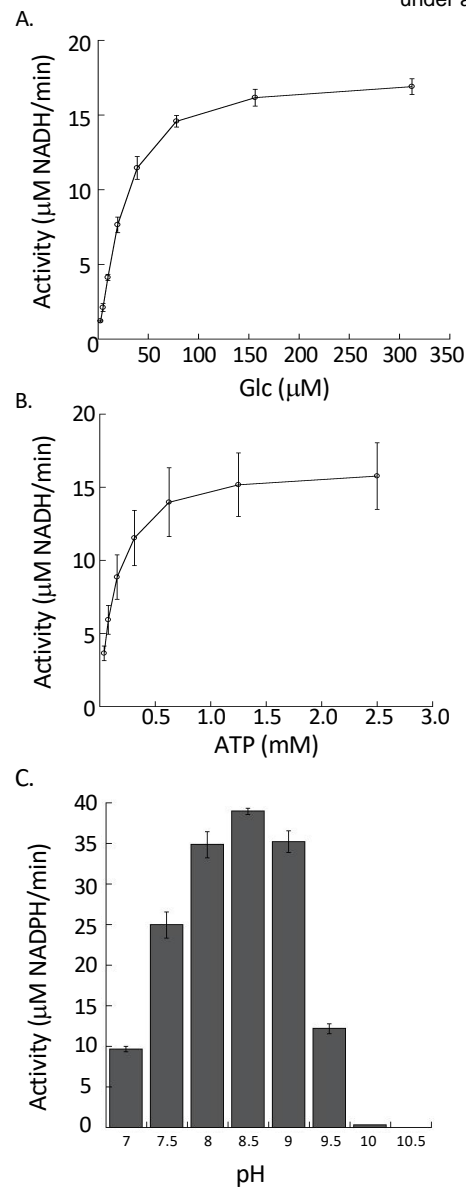 under a
A.
20
15
10
5
0
Activity (μM NADH/min)
50 100 150 200 250 300 350
Glc (μM)
B.
20
15
10
5
0
Activity (μM NADH/min)
0.5 1.0 1.5 2.0 2.5 3.0
ATP (mM)
C.
40
35
30
25
20
15
10
5
0
Activity (μM NADPH/min)
7 7.5 8 8.5 9 9.5 10 10.5
pH